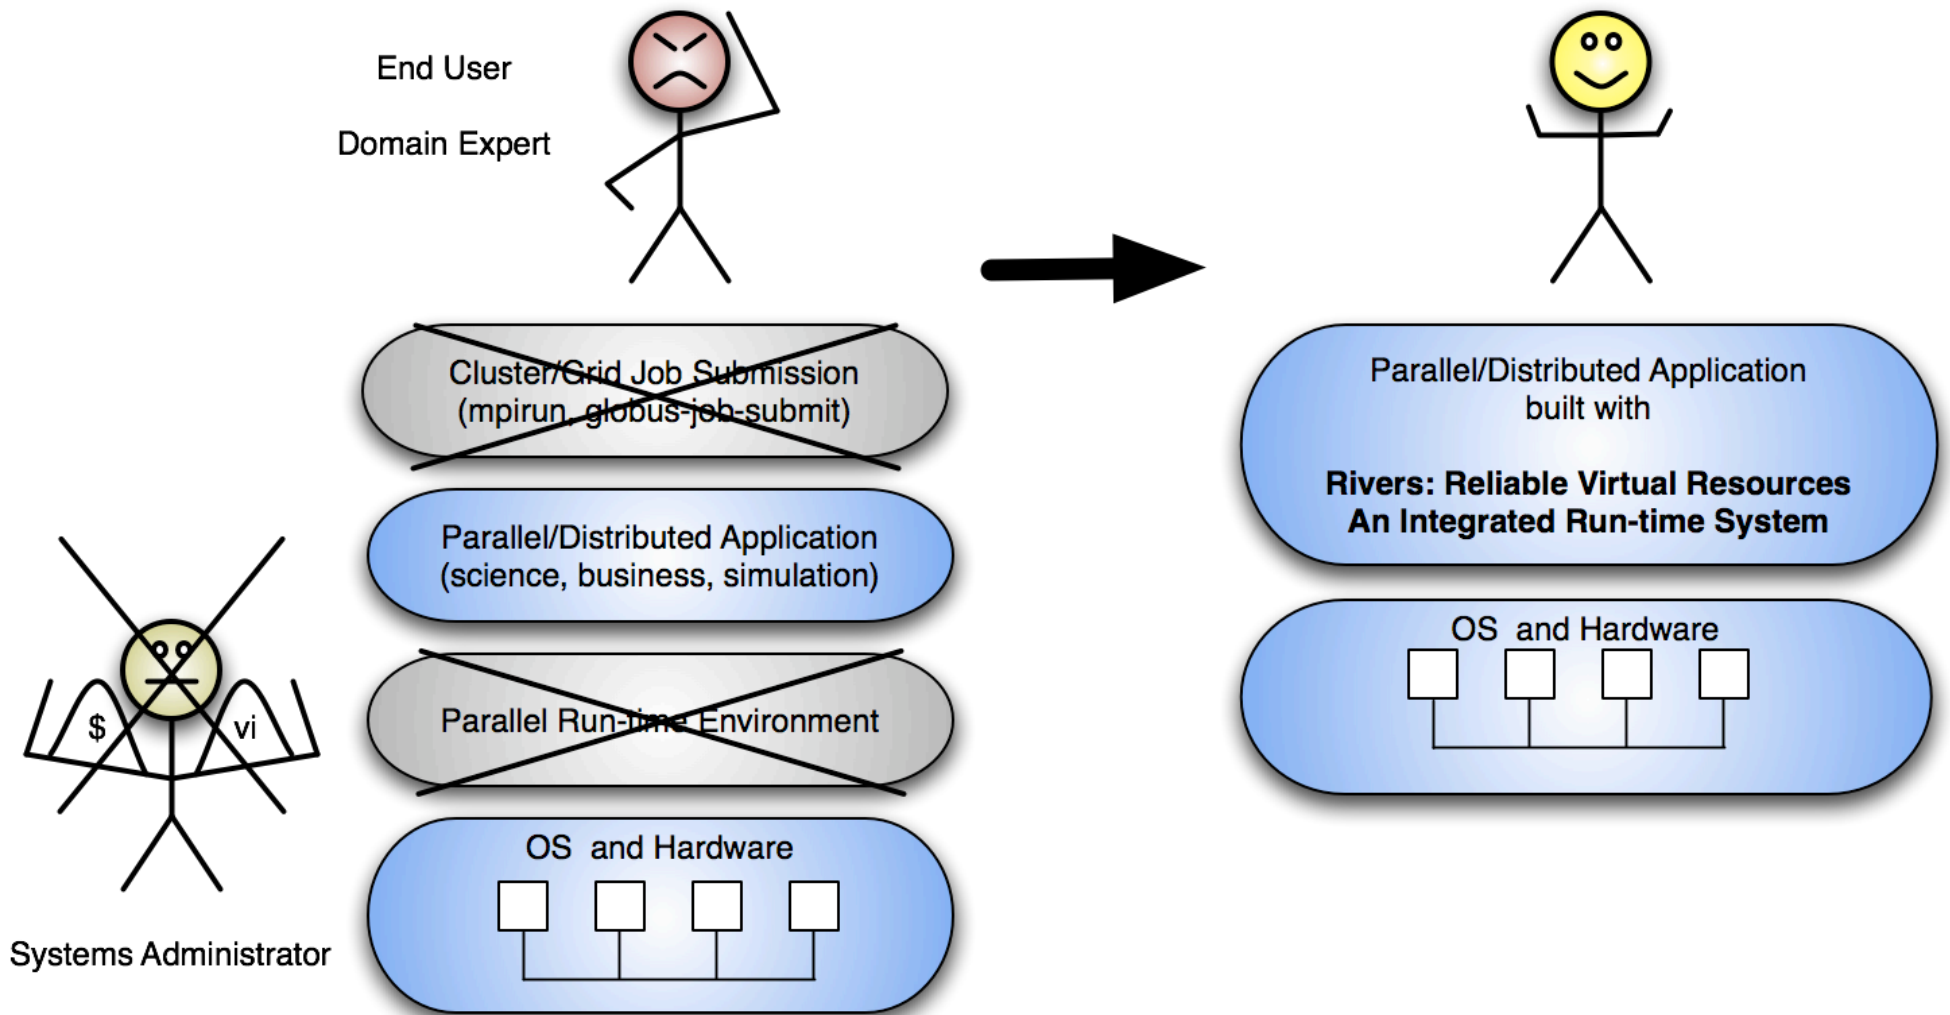 End User
Domain Expert
Cluster/Grid Job Submission
(mpirun, globus-job-submit)
Parallel/Distributed Application
(science, business, simulation)
$
vi
Parallel Run-time Environment
OS and Hardware
Systems Administrator
Parallel/Distributed Application
built with
Rivers: Reliable Virtual Resources
An Integrated Run-time System
OS and Hardware